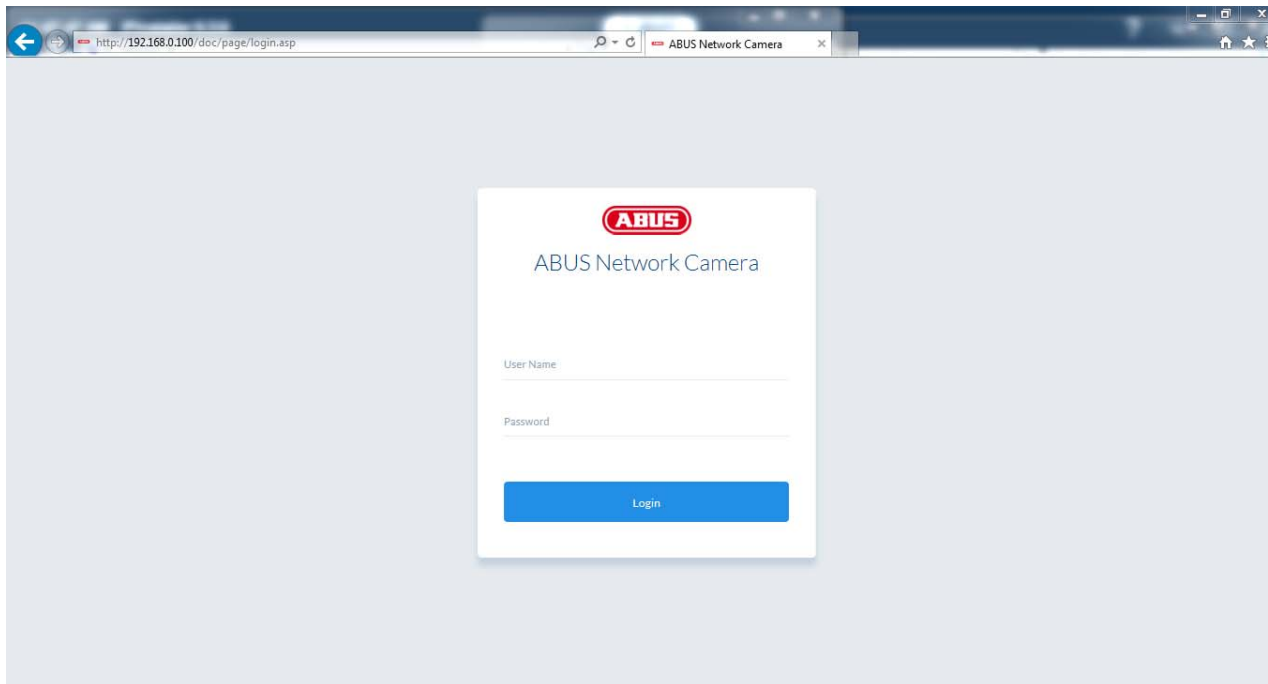 http://192.168.0.100/doc/page/login.asp
ABUS Network Camera
ABUS
ABUS Network Camera
User Name
Password
Login